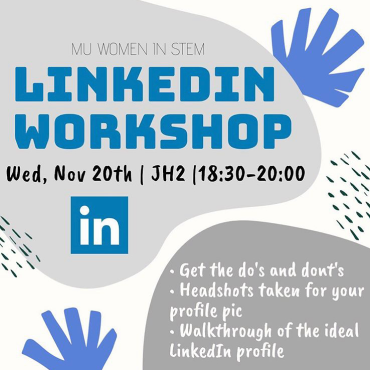 MU WOMEN IN STEM
LINKEDIN
WORKSHOP
Wed, Nov 20th | JH2 |18:30-20:00
in
• Get the do's and dont's
• Headshots taken for your
profile pic
• Walkthrough of the ideal
LinkedIn profile